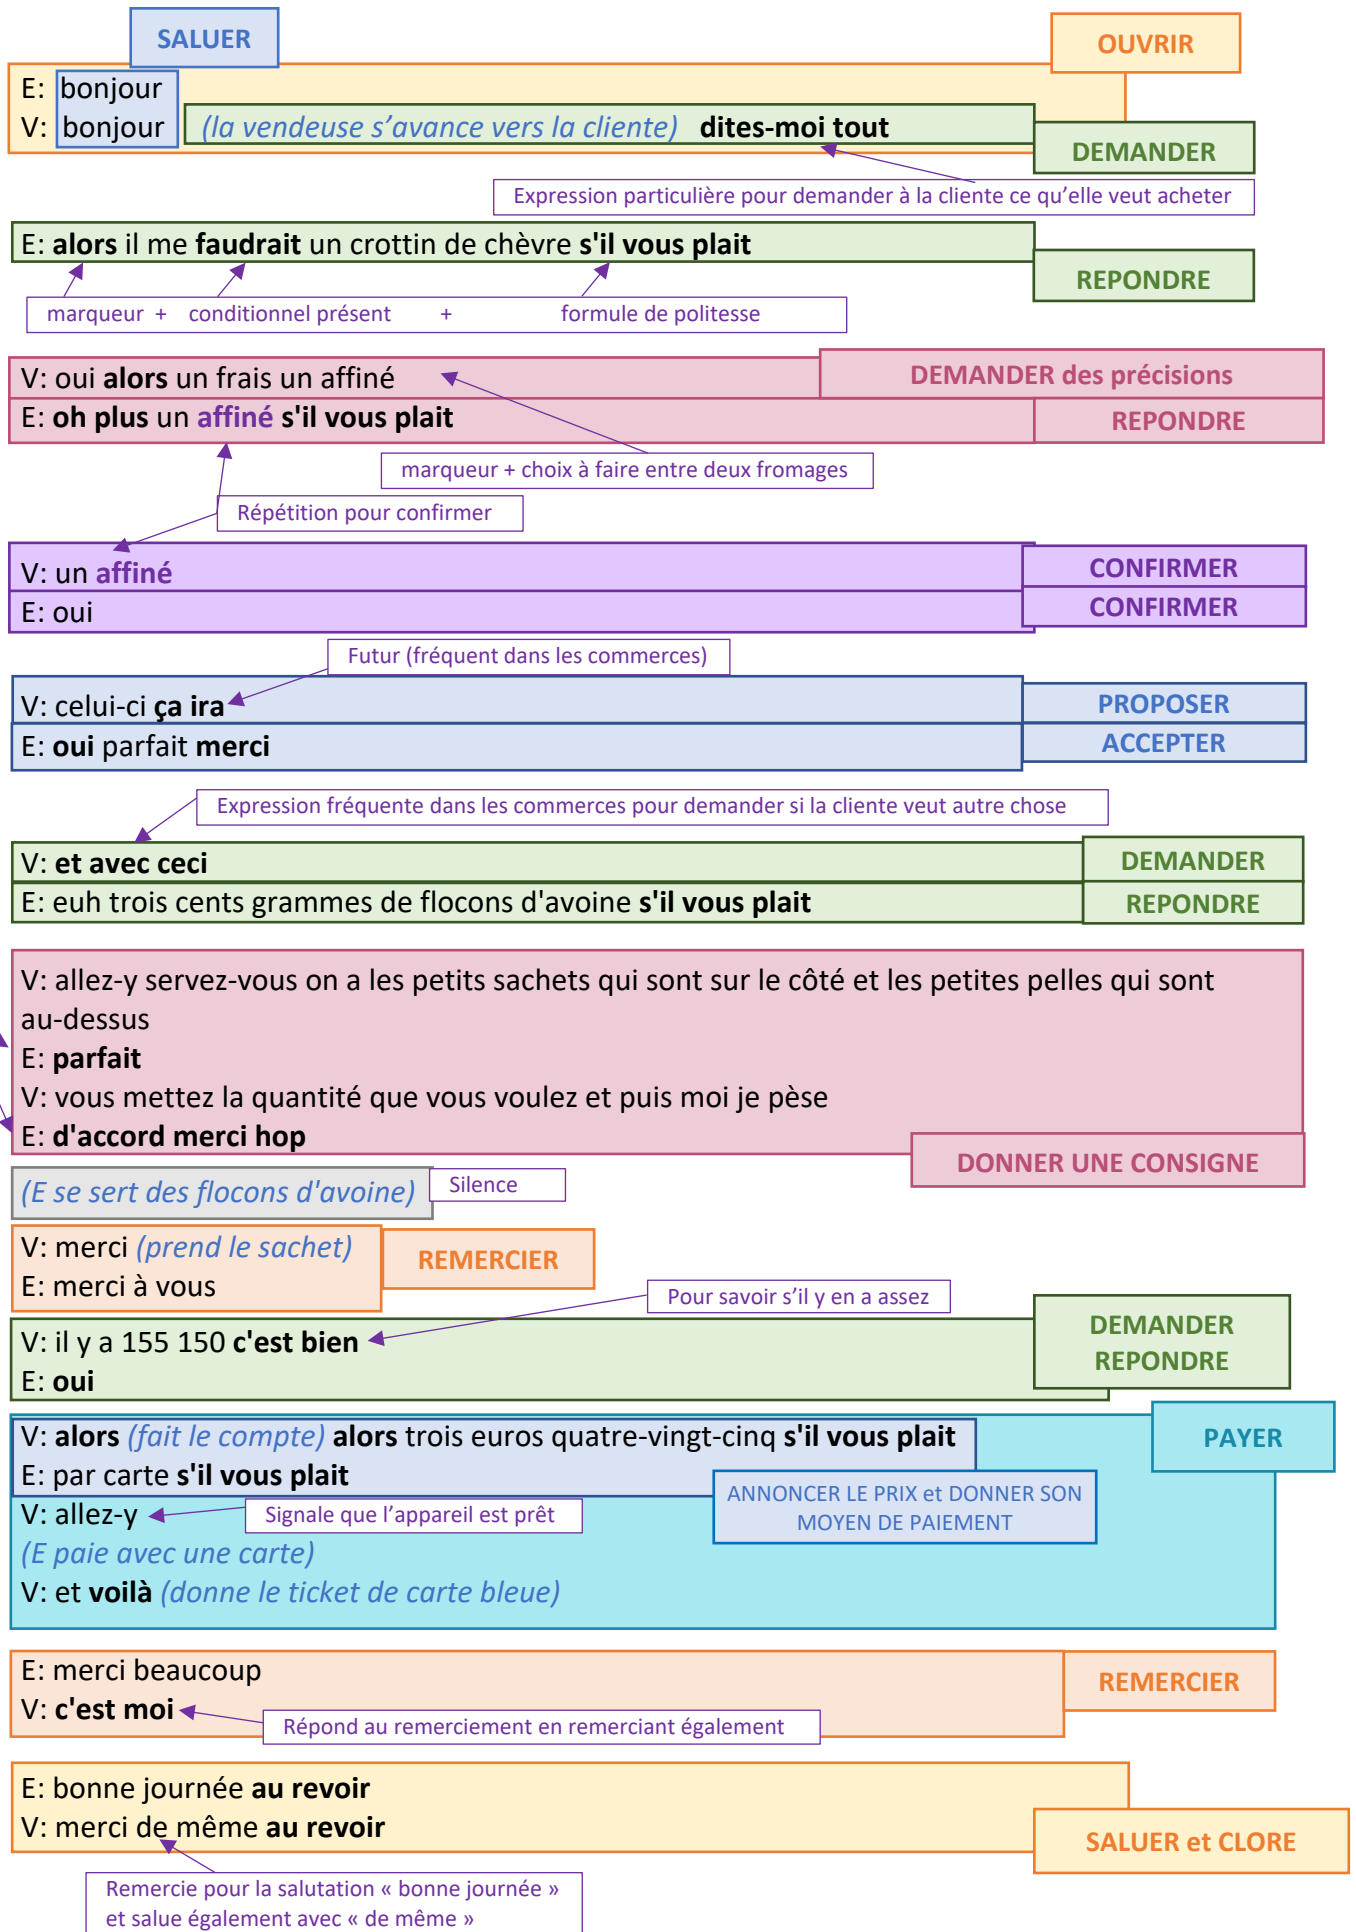 SALUER
OUVRIR
E: bonjour
V: bonjour (la vendeuse s’avance vers la cliente) dites-moi tout
DEMANDER
Expression particulière pour demander à la cliente ce qu’elle veut acheter
E: alors il me faudrait un crottin de chèvre s'il vous plait
REPONDRE
marqueur + conditionnel présent + formule de politesse
V: oui alors un frais un affiné
DEMANDER des précisions
E: oh plus un affiné s'il vous plait
REPONDRE
marqueur + choix à faire entre deux fromages
Répétition pour confirmer
V: un affiné
CONFIRMER
E: oui
CONFIRMER
Futur (fréquent dans les commerces)
V: celui-ci ça ira
PROPOSER
E: oui parfait merci
ACCEPTER
Expression fréquente dans les commerces pour demander si la cliente veut autre chose
V: et avec ceci
DEMANDER
E: euh trois cents grammes de flocons d'avoine s'il vous plait
REPONDRE
V: allez-y servez-vous on a les petits sachets qui sont sur le côté et les petites pelles qui sont
au-dessus
E: parfait
V: vous mettez la quantité que vous voulez et puis moi je pèse
E: d'accord merci hop
DONNER UNE CONSIGNE
(E se sert des flocons d'avoine)
Silence
V: merci (prend le sachet)
REMERCIER
E: merci à vous
Pour savoir s’il y en a assez
V: il y a 155 150 c'est bien
DEMANDER
REPONDRE
E: oui
V: alors (fait le compte) alors trois euros quatre-vingt-cinq s'il vous plait
PAYER
E: par carte s'il vous plait
ANNONCER LE PRIX et DONNER SON
MOYEN DE PAIEMENT
V: allez-y
Signale que l’appareil est prêt
(E paie avec une carte)
V: et voilà (donne le ticket de carte bleue)
E: merci beaucoup
REMERCIER
V: c'est moi
Répond au remerciement en remerciant également
E: bonne journée au revoir
V: merci de même au revoir
SALUER et CLORE
Remercie pour la salutation « bonne journée »
et salue également avec « de même »